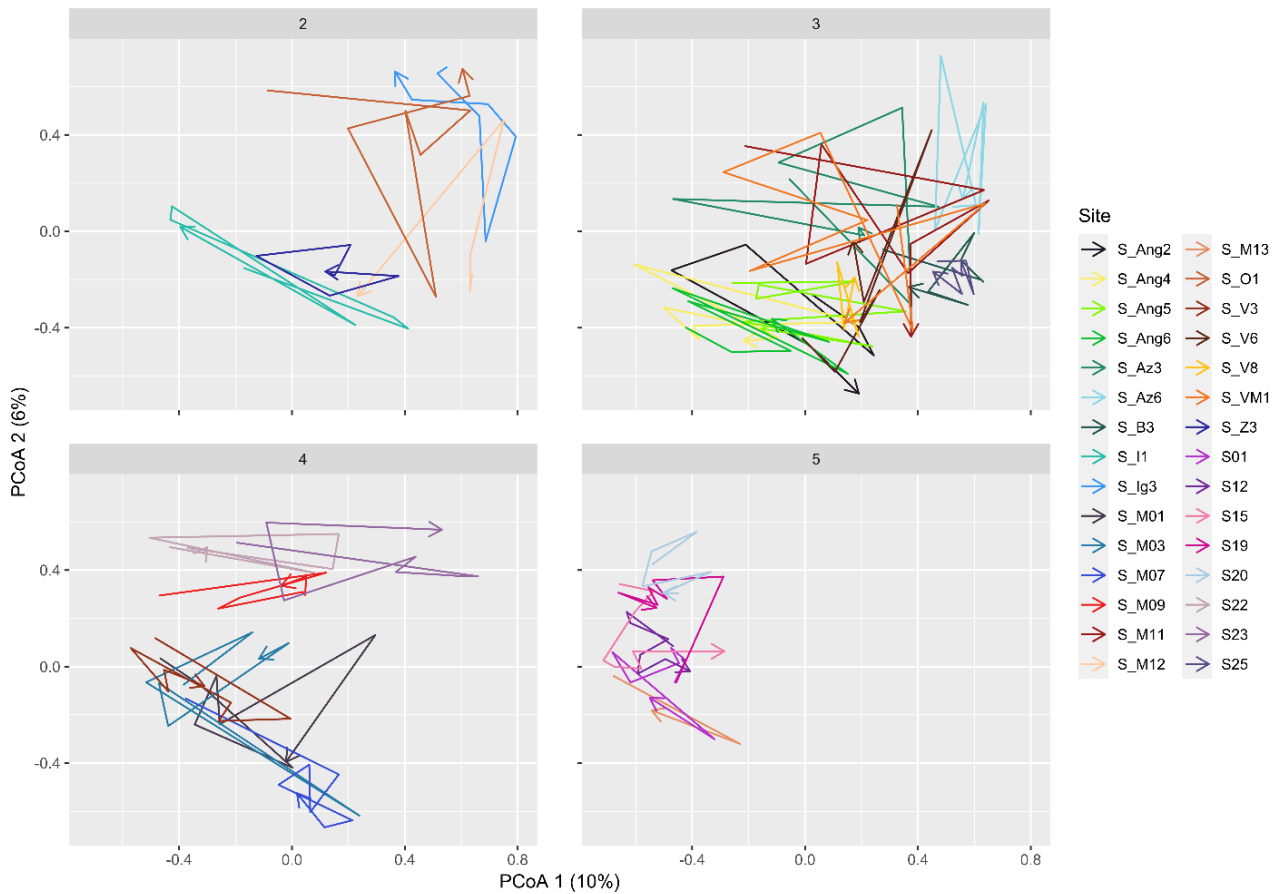 2
3
0.4
0.0
-0.4
4
5
0.4
0.0
-0.4
-0.4
0.0
0.4
0.8
-0.4
0.0
0.4
0.8
PCoA 1 (10%)
PCoA 2 (6%)
Site
S_Ang2
S_Ang4
S_Ang5
S_Ang6
S_Az3
S_Az6
S_B3
S_I1
S_Ig3
S_M01
S_M03
S_M07
S_M09
S_M11
S_M12
S_M13
S_O1
S_V3
S_V6
S_V8
S_VM1
S_Z3
S01
S12
S15
S19
S20
S22
S23
S25